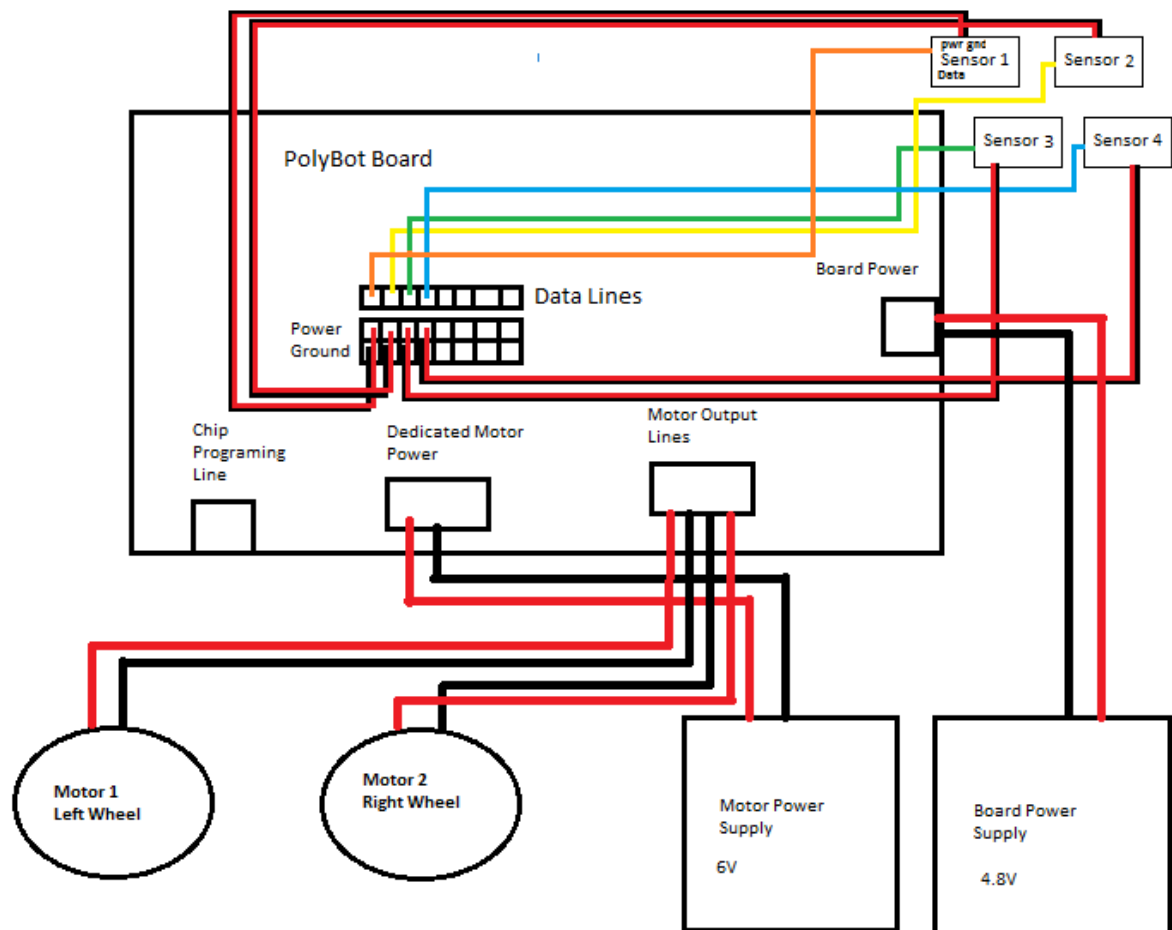 pwr gnd
Sensor 1
Data
Sensor 2
Sensor 3
Sensor 4
PolyBot Board
Board Power
Data Lines
Power
Ground
Chip
Programing
Line
Dedicated Motor
Power
Motor Output
Lines
Motor 1
Left Wheel
Motor 2
Right Wheel
Motor Power
Supply
6V
Board Power
Supply
4.8V